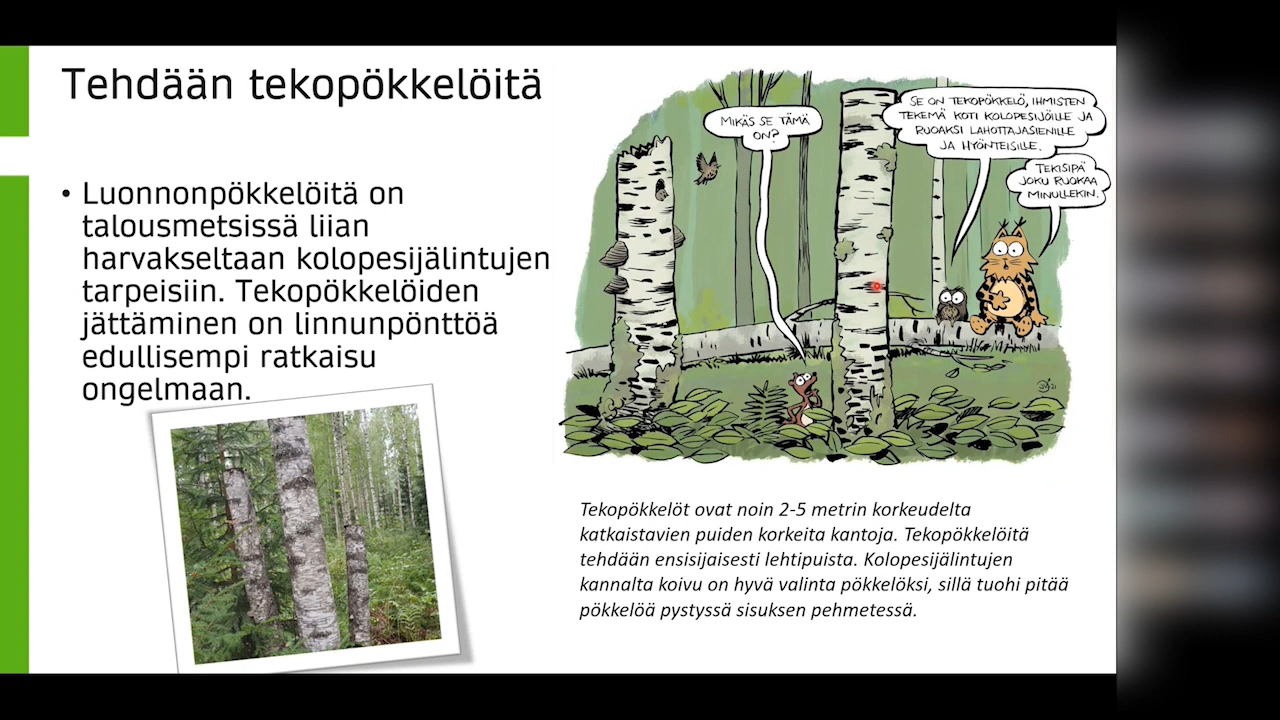 Tehdään tekopökkelöitä
• Luonnonpökkelöitä on
talousmetsissä liian
harvakseltaan kolopesijälintujen
tarpeisiin. Tekopökkelöiden
jättäminen on linnunpönttöä
edullisempi ratkaisu
ongelmaan.
MIKÄS SE TÄMÄ
ON?
SE ON TEKOPÖKKELÖ, IHMISTEN
TEKEMÄ KOTI KOLOPESIJÖILLE JA
RUOAKSI LAHOTTAJASIENILLE
JA HYÖNTEISILLE.
TEKISIPÄ
JOKU RUOKAA
MINULLEKIN.
Tekopökkelöt ovat noin 2-5 metrin korkeudelta
katkaistavien puiden korkeita kantoja. Tekopökkelöitä
tehdään ensisijaisesti lehtipuista. Kolopesijälintujen
kannalta koivu on hyvä valinta pökkelöksi, sillä tuohi pitää
pökkelöä pystyssä sisuksen pehmetessä.